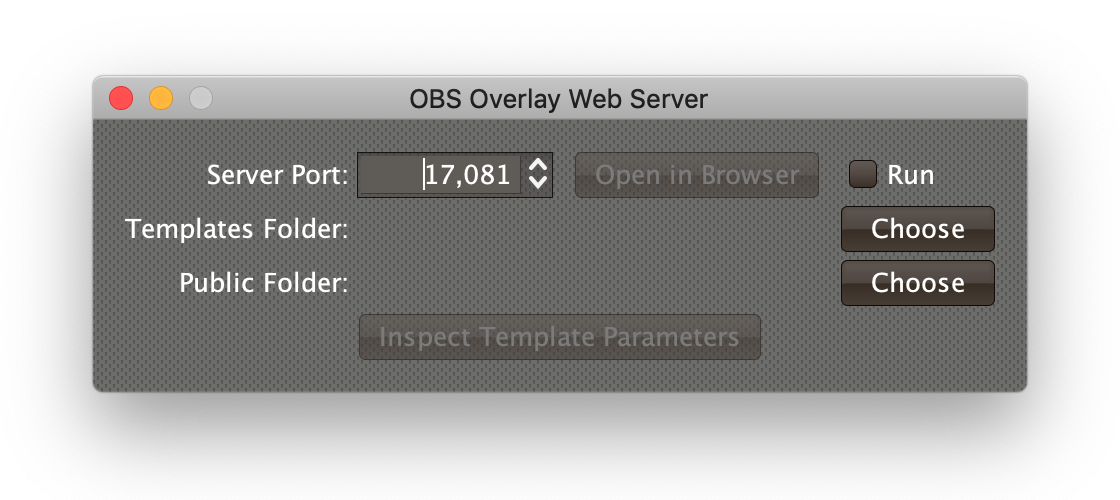 OBS Overlay Web Server
Server Port: 17,081 Open in Browser Run
Templates Folder: Choose
Public Folder: Choose
Inspect Template Parameters